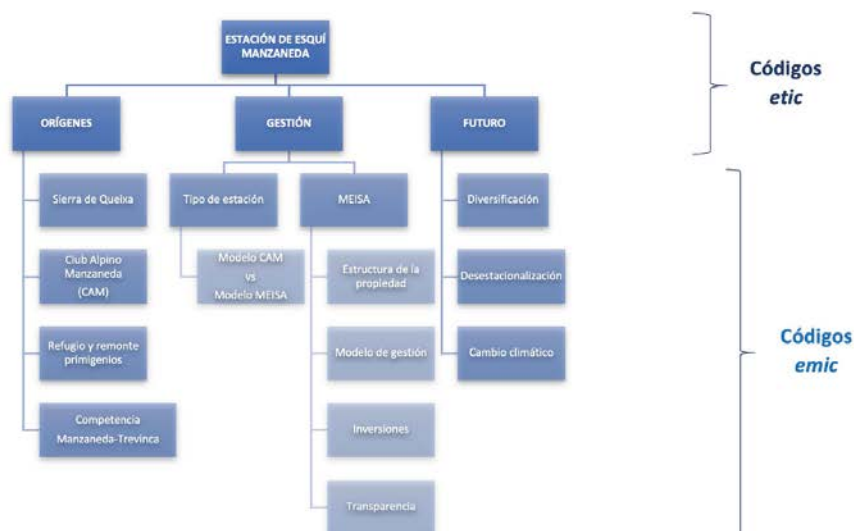 ESTACIÓN DE ESQUÍ
MANZANEDA
Códigos
etic
ORÍGENES
GESTIÓN
FUTURO
Sierra de Queixa
Tipo de estación
MEISA
Diversificación
Club Alpino
Manzaneda
(CAM)
Modelo CAM
vs
Modelo MEISA
Estructura de la
propiedad
Desestacionalización
Refugio y remonte
primigenios
Modelo de gestión
Cambio climático
Códigos
emic
Competencia
Manzaneda-Trevinca
Inversiones
Transparencia